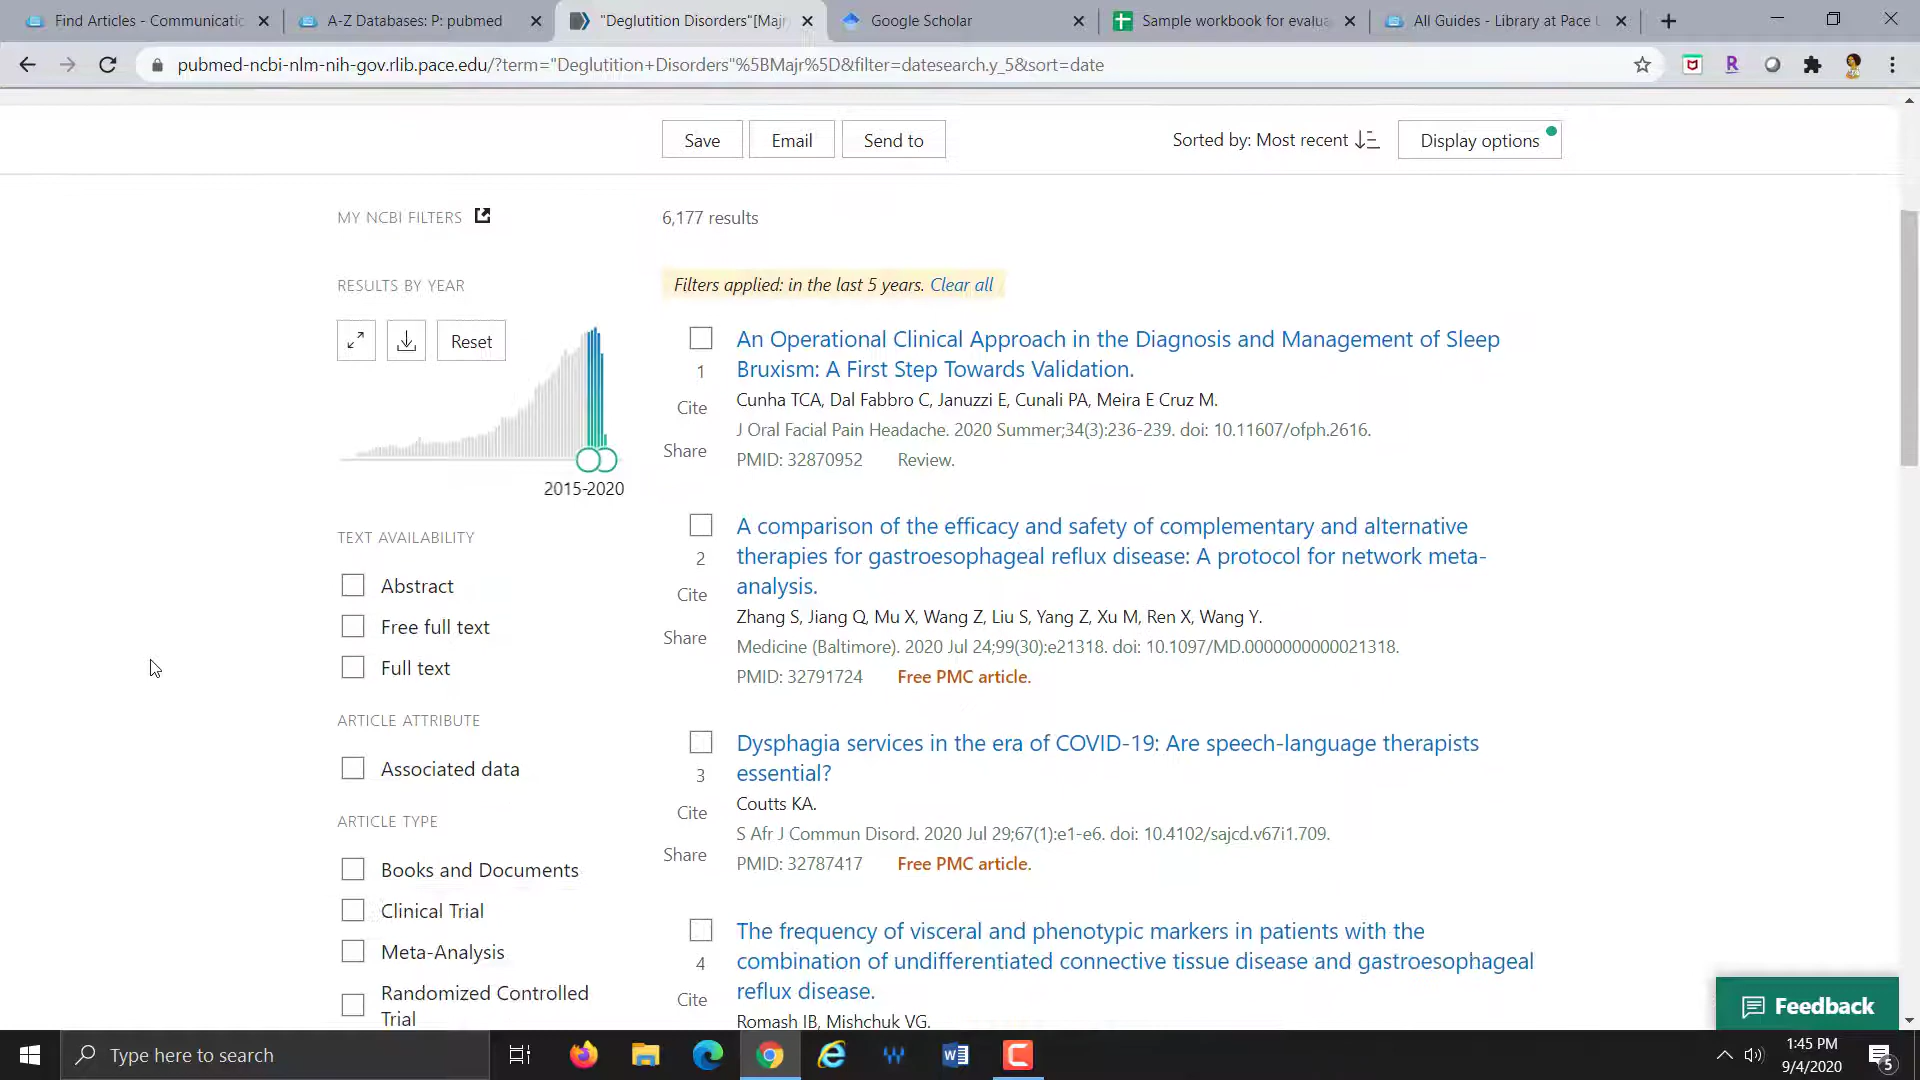 Find Articles - Communicatio
A-Z Databases: P: pubmed
"Deglutition Disorders"[Majr
Google Scholar
Sample workbook for evalua
All Guides - Library at Pace U
pubmed-ncbi-nlm-nih-gov.rlib.pace.edu/?term="Deglutition+Disorders"%5BMajr%5D&filter=datesearch.y_5&sort=date
Save
Email
Send to
Sorted by: Most recent
Display options
MY NCBI FILTERS
6,177 results
RESULTS BY YEAR
Filters applied: in the last 5 years. Clear all
Reset
2015-2020
TEXT AVAILABILITY
Abstract
Free full text
Full text
ARTICLE ATTRIBUTE
Associated data
ARTICLE TYPE
Books and Documents
Clinical Trial
Meta-Analysis
Randomized Controlled
Trial
An Operational Clinical Approach in the Diagnosis and Management of Sleep
1
Bruxism: A First Step Towards Validation.
Cite
Cunha TCA, Dal Fabbro C, Januzzi E, Cunali PA, Meira E Cruz M.
J Oral Facial Pain Headache. 2020 Summer;34(3):236-239. doi: 10.11607/ofph.2616.
Share
PMID: 32870952 Review.
A comparison of the efficacy and safety of complementary and alternative
2
therapies for gastroesophageal reflux disease: A protocol for network meta-
analysis.
Cite
Zhang S, Jiang Q, Mu X, Wang Z, Liu S, Yang Z, Xu M, Ren X, Wang Y.
Share
Medicine (Baltimore). 2020 Jul 24;99(30):e21318. doi: 10.1097/MD.0000000000021318.
PMID: 32791724 Free PMC article.
Dysphagia services in the era of COVID-19: Are speech-language therapists
3
essential?
Cite
Coutts KA.
S Afr J Commun Disord. 2020 Jul 29;67(1):e1-e6. doi: 10.4102/sajcd.v67i1.709.
Share
PMID: 32787417 Free PMC article.
The frequency of visceral and phenotypic markers in patients with the
4
combination of undifferentiated connective tissue disease and gastroesophageal
reflux disease.
Cite
Romash IB, Mishchuk VG.
Feedback
Type here to search
1:45 PM
9/4/2020
5